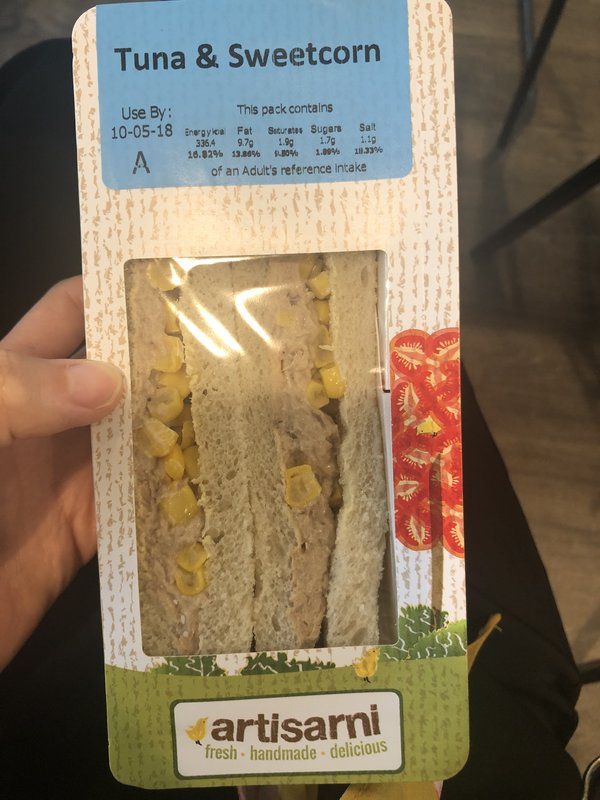 Tuna & Sweetcorn
Use By:
10-05-18
A
This pack contains
Energy kcal Fat Saturates Sugars Salt
336.4 9.7g 1.9g 1.7g 1.1g
16.82% 13.86% 9.50% 1.89% 18.33%
of an Adult's reference intake
artisarni
fresh • handmade • delicious